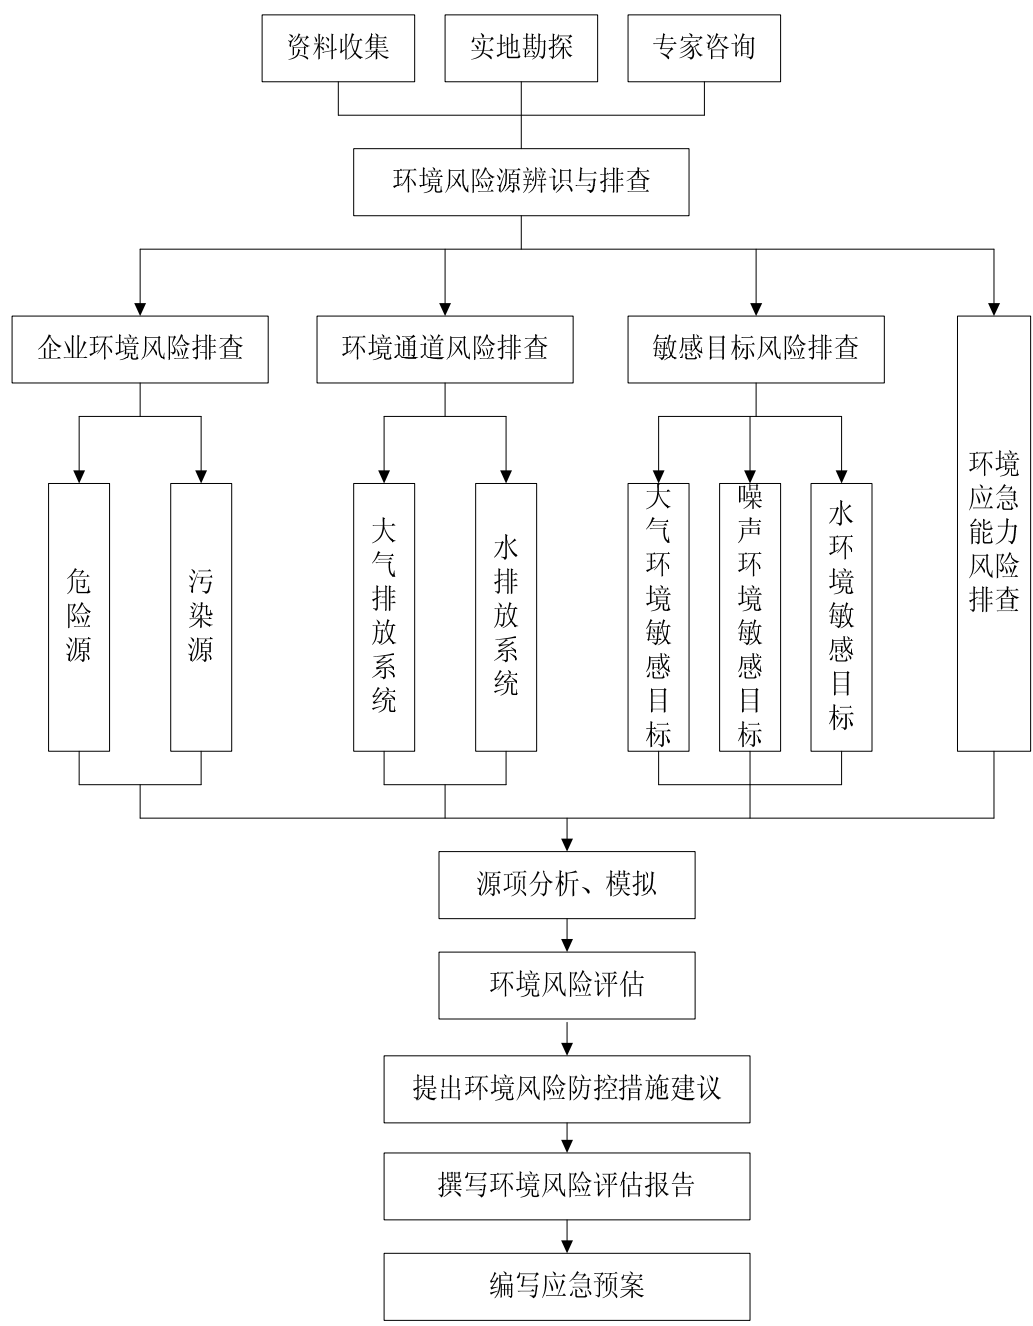 资料收集
实地勘探
专家咨询
环境风险源辨识与排查
企业环境风险排查
环境通道风险排查
敏感目标风险排查
环境
应急
能力
风险
排查
危险源
污染源
大气排放系统
水排放系统
大气环境敏感目标
噪声环境敏感目标
水环境敏感目标
源项分析、模拟
环境风险评估
提出环境风险防控措施建议
撰写环境风险评估报告
编写应急预案